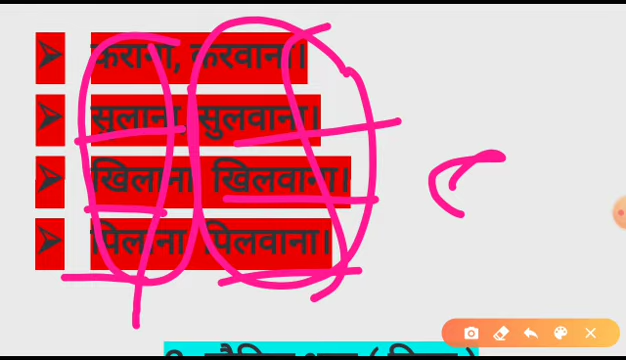 ➢ कराना, करवाना।
➢ सुलाना सुलवाना।
➢ खिलाना खिलवाना।
➢ पिलाना पिलवाना।